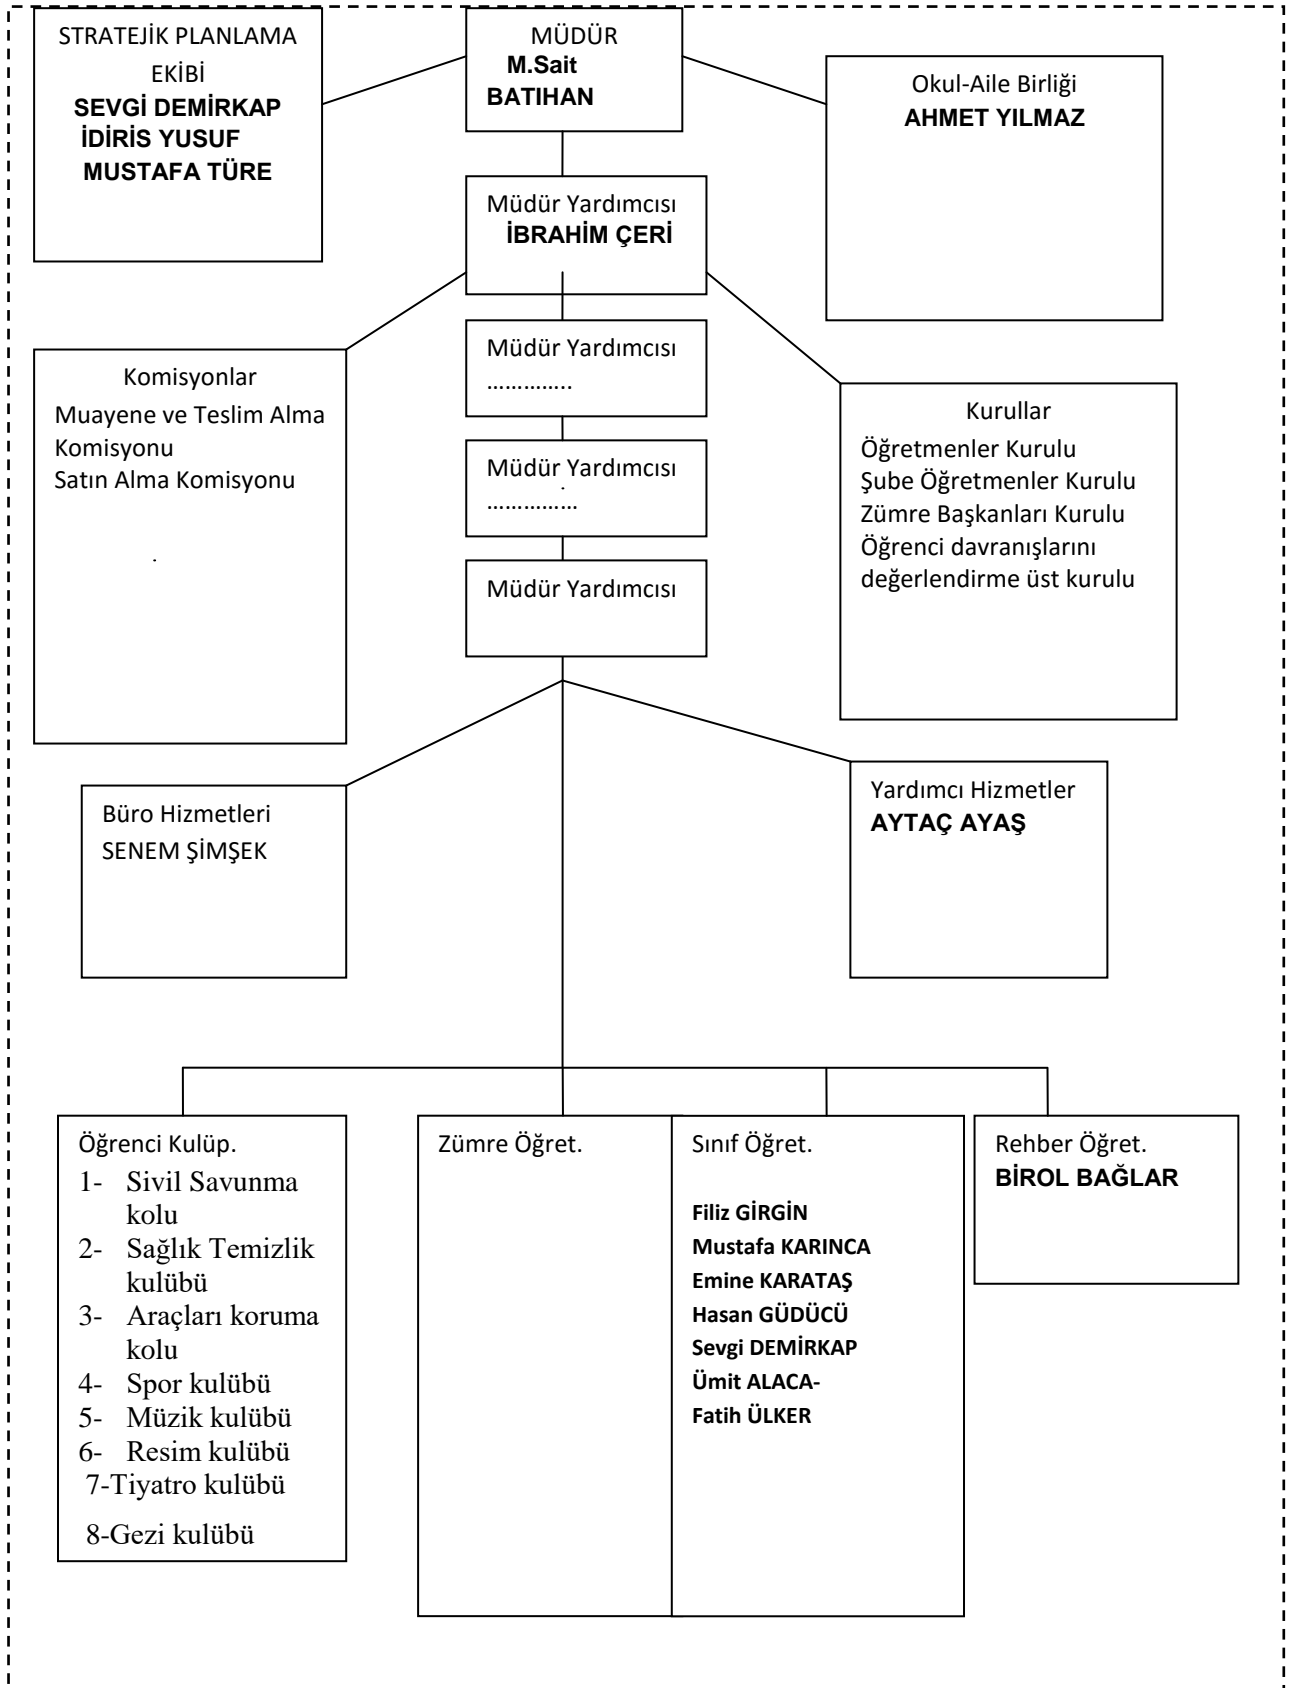 STRATEJİK PLANLAMA
EKİBİ
SEVGİ DEMİRKAP
İDİRİS YUSUF
MUSTAFA TÜRE
MÜDÜR
M.Sait
BATIHAN
Okul-Aile Birliği
AHMET YILMAZ
Müdür Yardımcısı
İBRAHİM ÇERİ
Müdür Yardımcısı
…………..
Müdür Yardımcısı
……………
Müdür Yardımcısı
Komisyonlar
Muayene ve Teslim Alma
Komisyonu
Satın Alma Komisyonu
.
Kurullar
Öğretmenler Kurulu
Şube Öğretmenler Kurulu
Zümre Başkanları Kurulu
Öğrenci davranışlarını
değerlendirme üst kurulu
Büro Hizmetleri
SENEM ŞİMŞEK
Yardımcı Hizmetler
AYTAÇ AYAŞ
Öğrenci Kulüp.
1- Sivil Savunma
kolu
2- Sağlık Temizlik
kulübü
3- Araçları koruma
kolu
4- Spor kulübü
5- Müzik kulübü
6- Resim kulübü
7-Tiyatro kulübü
8-Gezi kulübü
Zümre Öğret.
Sınıf Öğret.
Filiz GİRGİN
Mustafa KARINCA
Emine KARATAŞ
Hasan GÜDÜCÜ
Sevgi DEMİRKAP
Ümit ALACA-
Fatih ÜLKER
Rehber Öğret.
BİROL BAĞLAR